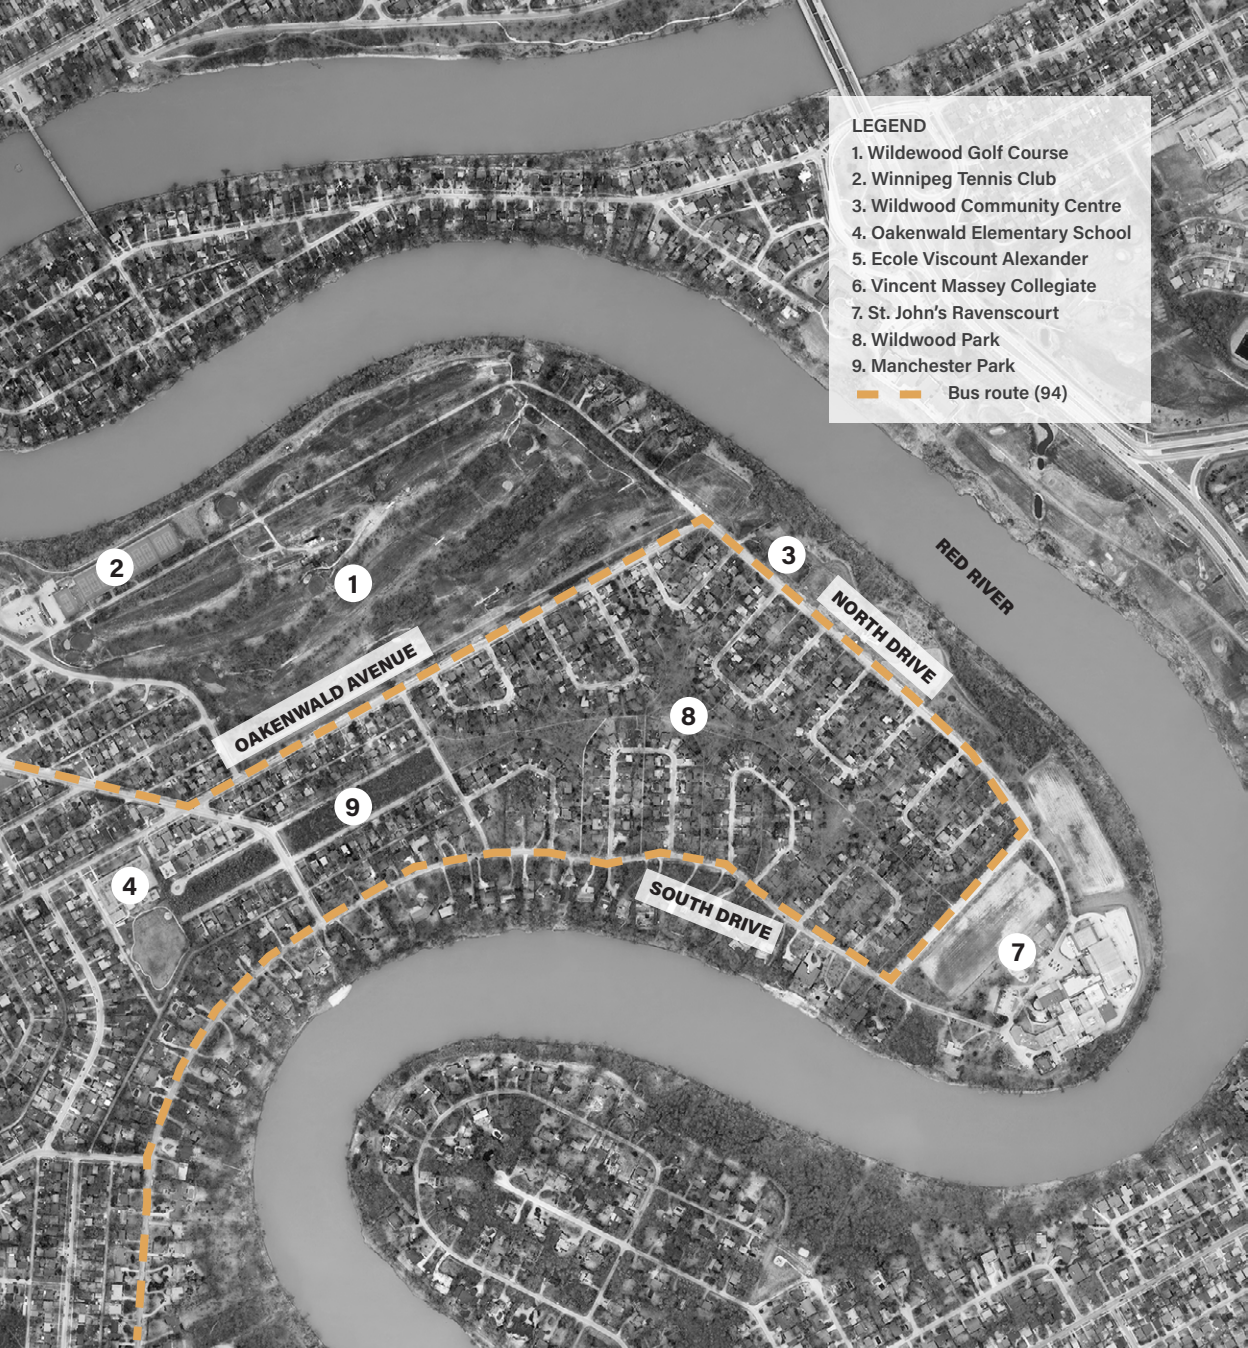 LEGEND
1. Wildewood Golf Course
2. Winnipeg Tennis Club
3. Wildwood Community Centre
4. Oakenwald Elementary School
5. Ecole Viscount Alexander
6. Vincent Massey Collegiate
7. St. John's Ravenscourt
8. Wildwood Park
9. Manchester Park
Bus route (94)
RED RIVER
2
1
3
NORTH DRIVE
OAKENWALD AVENUE
8
9
4
SOUTH DRIVE
7